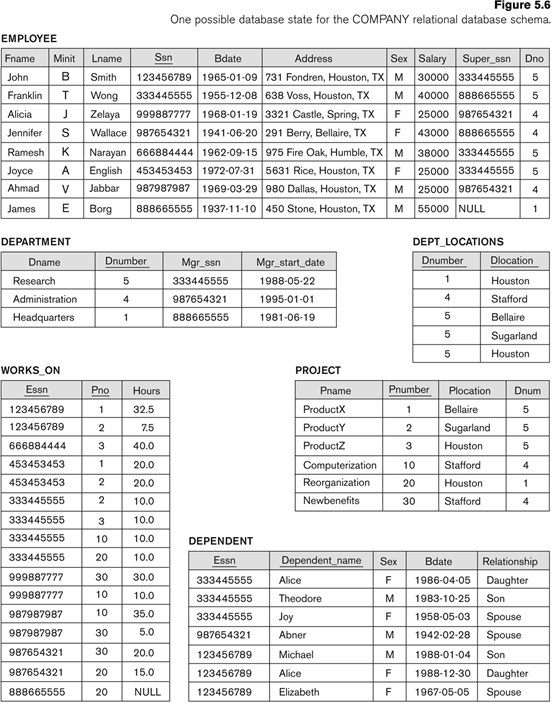 Figure 5.6
One possible database state for the COMPANY relational database schema.
EMPLOYEE
Fname Minit Lname Ssn Bdate Address Sex Salary Super_ssn Dno
John B Smith 123456789 1965-01-09 731 Fondren, Houston, TX M 30000 333445555 5
Franklin T Wong 333445555 1955-12-08 638 Voss, Houston, TX M 40000 888665555 5
Alicia J Zelaya 999887777 1968-01-19 3321 Castle, Spring, TX F 25000 987654321 4
Jennifer S Wallace 987654321 1941-06-20 291 Berry, Bellaire, TX F 43000 888665555 4
Ramesh K Narayan 666884444 1962-09-15 975 Fire Oak, Humble, TX M 38000 333445555 5
Joyce A English 453453453 1972-07-31 5631 Rice, Houston, TX F 25000 333445555 5
Ahmad V Jabbar 987987987 1969-03-29 980 Dallas, Houston, TX M 25000 987654321 4
James E Borg 888665555 1937-11-10 450 Stone, Houston, TX M 55000 NULL 1
DEPARTMENT
Dname Dnumber Mgr_ssn Mgr_start_date
Research 5 333445555 1988-05-22
Administration 4 987654321 1995-01-01
Headquarters 1 888665555 1981-06-19
DEPT_LOCATIONS
Dnumber Dlocation
1 Houston
4 Stafford
5 Bellaire
5 Sugarland
5 Houston
WORKS_ON
Essn Pno Hours
123456789 1 32.5
123456789 2 7.5
666884444 3 40.0
453453453 1 20.0
453453453 2 20.0
333445555 2 10.0
333445555 3 10.0
333445555 10 10.0
333445555 20 10.0
999887777 30 30.0
999887777 10 10.0
987987987 10 35.0
987987987 30 5.0
987654321 30 20.0
987654321 20 15.0
888665555 20 NULL
PROJECT
Pname Pnumber Plocation Dnum
ProductX 1 Bellaire 5
ProductY 2 Sugarland 5
ProductZ 3 Houston 5
Computerization 10 Stafford 4
Reorganization 20 Houston 1
Newbenefits 30 Stafford 4
DEPENDENT
Essn Dependent_name Sex Bdate Relationship
333445555 Alice F 1986-04-05 Daughter
333445555 Theodore M 1983-10-25 Son
333445555 Joy F 1958-05-03 Spouse
987654321 Abner M 1942-02-28 Spouse
123456789 Michael M 1988-01-04 Son
123456789 Alice F 1988-12-30 Daughter
123456789 Elizabeth F 1967-05-05 Spouse